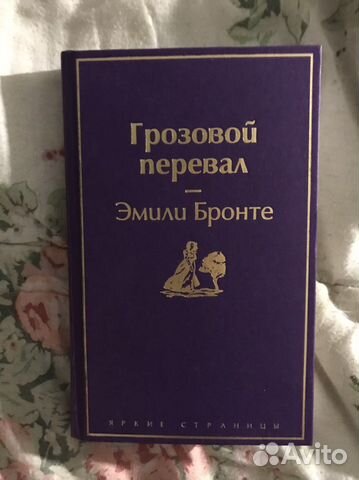 Грозовой
перевал
Эмили Бронте
ЯРКИЕ СТРАНИЦЫ
Avito